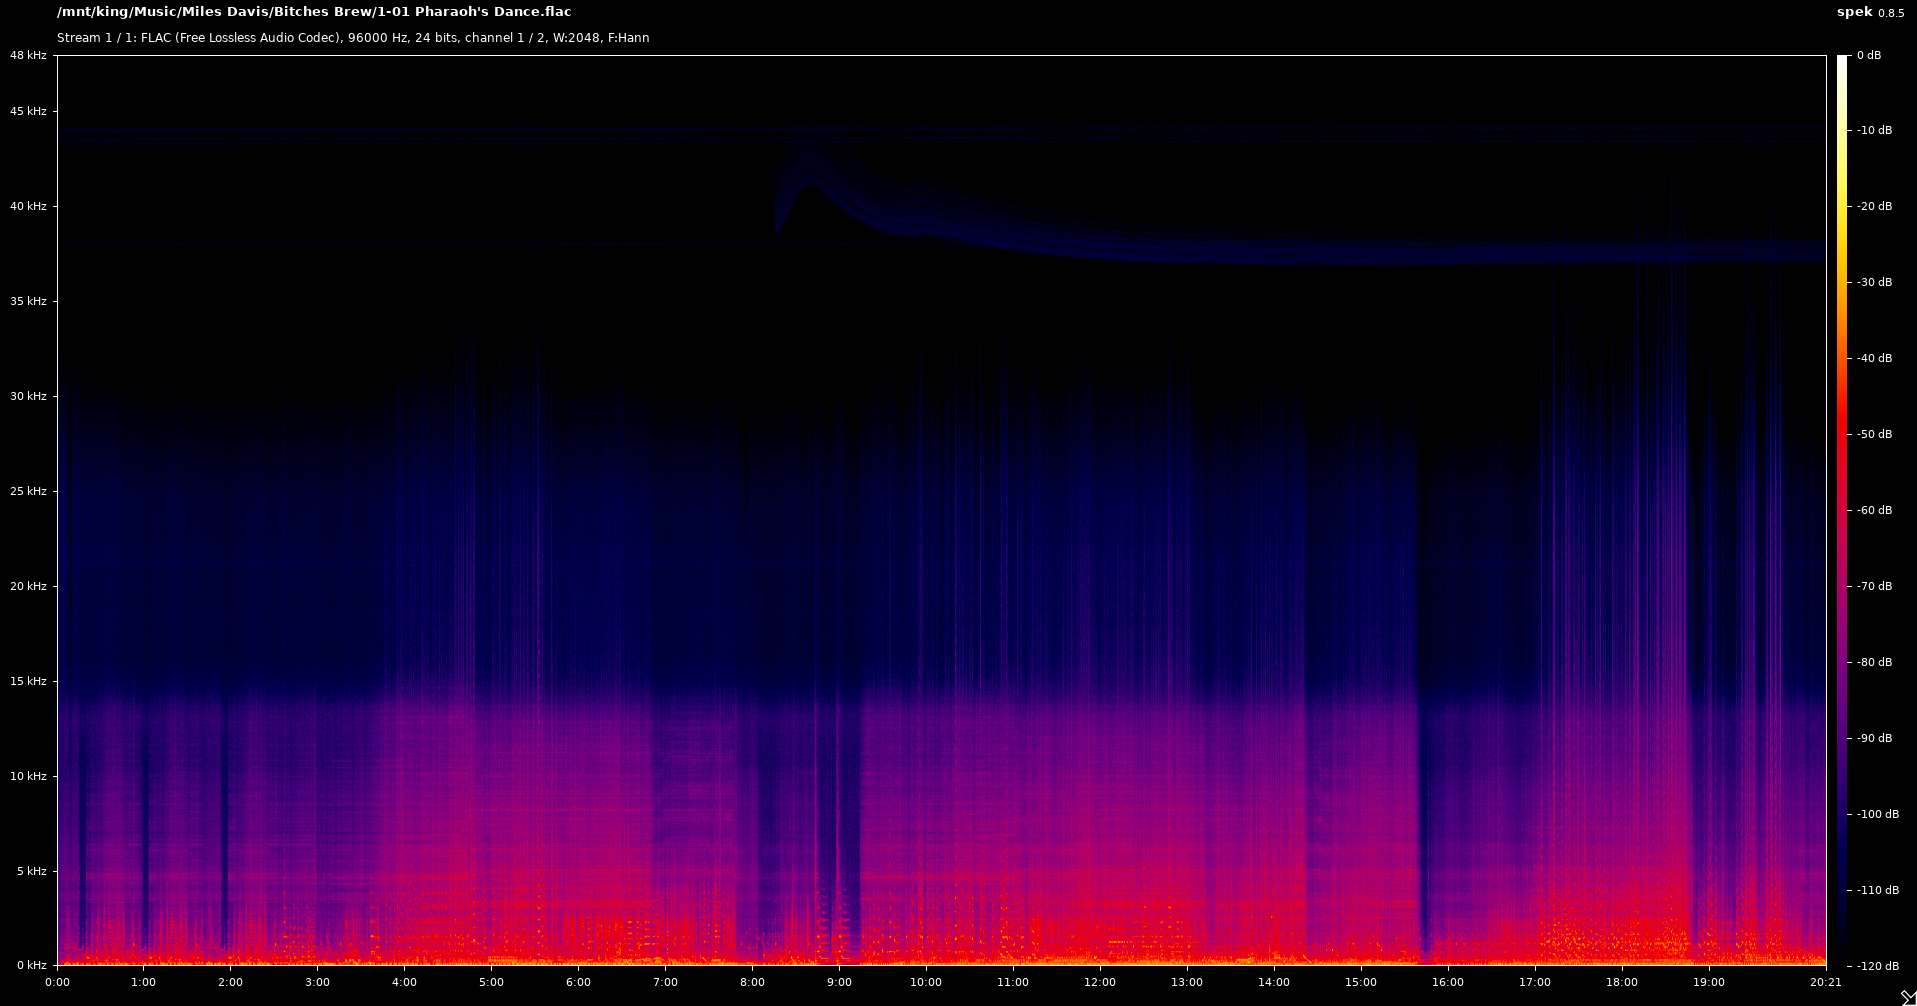 /mnt/king/Music/Miles Davis/Bitches Brew/1-01 Pharaoh's Dance.flac
spek 0.8.5
Stream 1 / 1: FLAC (Free Lossless Audio Codec), 96000 Hz, 24 bits, channel 1 / 2, W:2048, F:Hann
48 kHz
45 kHz
40 kHz
35 kHz
30 kHz
25 kHz
20 kHz
15 kHz
10 kHz
5 kHz
0 kHz
0 dB
-10 dB
-20 dB
-30 dB
-40 dB
-50 dB
-60 dB
-70 dB
-80 dB
-90 dB
-100 dB
-110 dB
-120 dB
0:00 1:00 2:00 3:00 4:00 5:00 6:00 7:00 8:00 9:00 10:00 11:00 12:00 13:00 14:00 15:00 16:00 17:00 18:00 19:00 20:21